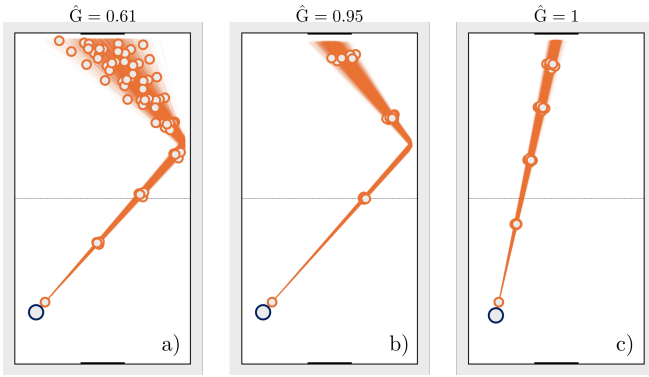 Ĝ = 0.61
Ĝ = 0.95
Ĝ = 1
a)
b)
c)